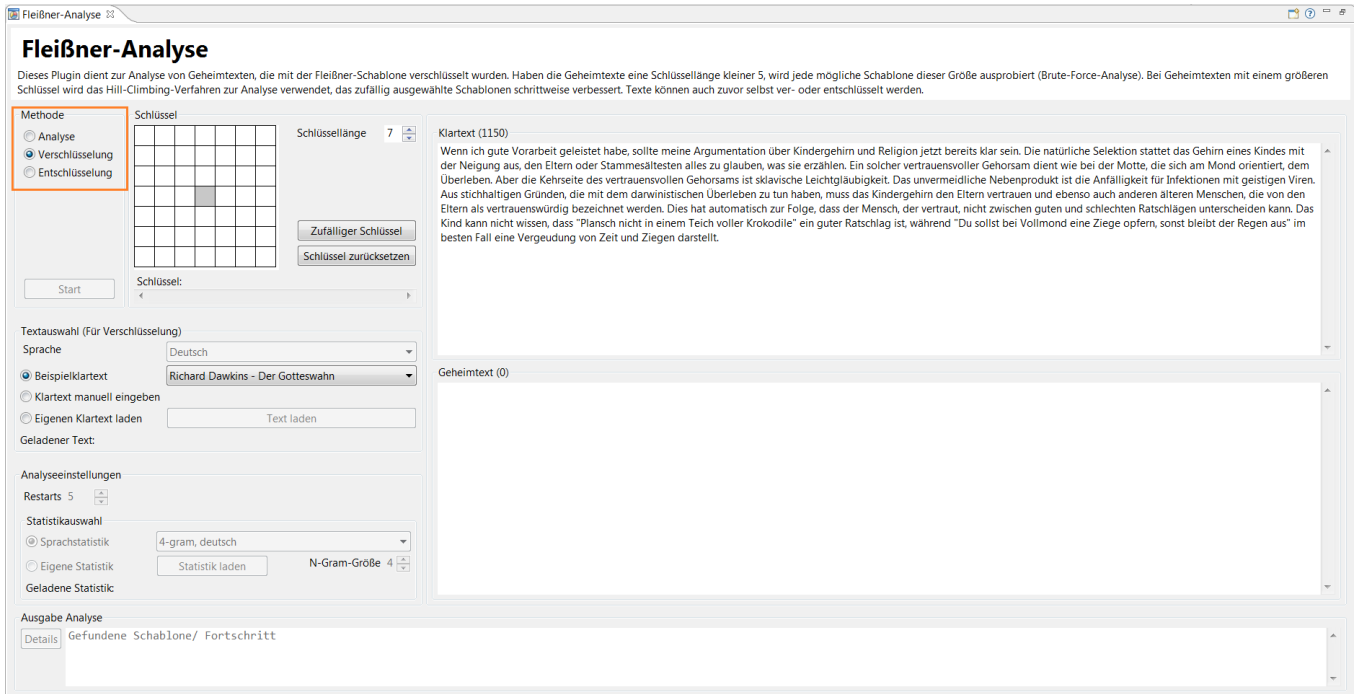 Fleißner-Analyse
Fleißner-Analyse
Dieses Plugin dient zur Analyse von Geheimtexten, die mit der Fleißner-Schablone verschlüsselt wurden. Haben die Geheimtexte eine Schlüssellänge kleiner 5, wird jede mögliche Schablone dieser Größe ausprobiert (Brute-Force-Analyse). Bei Geheimtexten mit einem größeren
Schlüssel wird das Hill-Climbing-Verfahren zur Analyse verwendet, das zufällig ausgewählte Schablonen schrittweise verbessert. Texte können auch zuvor selbst ver- oder entschlüsselt werden.
Methode
Analyse
Verschlüsselung
Entschlüsselung
Start
Schlüssel
Schlüssellänge 7
Zufälliger Schlüssel
Schlüssel zurücksetzen
Schlüssel:
Klartext (1150)
Wenn ich gute Vorarbeit geleistet habe, sollte meine Argumentation über Kindergehirn und Religion jetzt bereits klar sein. Die natürliche Selektion stattet das Gehirn eines Kindes mit
der Neigung aus, den Eltern oder Stammesältesten alles zu glauben, was sie erzählen. Ein solcher vertrauensvoller Gehorsam dient wie bei der Motte, die sich am Mond orientiert, dem
Überleben. Aber die Kehrseite des vertrauensvollen Gehorsams ist sklavische Leichtgläubigkeit. Das unvermeidliche Nebenprodukt ist die Anfälligkeit für Infektionen mit geistigen Viren.
Aus stichhaltigen Gründen, die mit dem darwinistischen Überleben zu tun haben, muss das Kindergehirn den Eltern vertrauen und ebenso auch anderen älteren Menschen, die von den
Eltern als vertrauenswürdig bezeichnet werden. Dies hat automatisch zur Folge, dass der Mensch, der vertraut, nicht zwischen guten und schlechten Ratschlägen unterscheiden kann. Das
Kind kann nicht wissen, dass "Plansch nicht in einem Teich voller Krokodile" ein guter Ratschlag ist, während "Du sollst bei Vollmond eine Ziege opfern, sonst bleibt der Regen aus" im
besten Fall eine Vergeudung von Zeit und Ziegen darstellt.
Textauswahl (Für Verschlüsselung)
Sprache Deutsch
Beispielklartext Richard Dawkins - Der Gotteswahn
Klartext manuell eingeben
Eigenen Klartext laden Text laden
Geladener Text:
Geheimtext (0)
Analyseeinstellungen
Restarts 5
Statistikauswahl
Sprachstatistik 4-gram, deutsch
Eigene Statistik Statistik laden N-Gram-Größe 4
Geladene Statistik:
Ausgabe Analyse
Details Gefundene Schablone/ Fortschritt